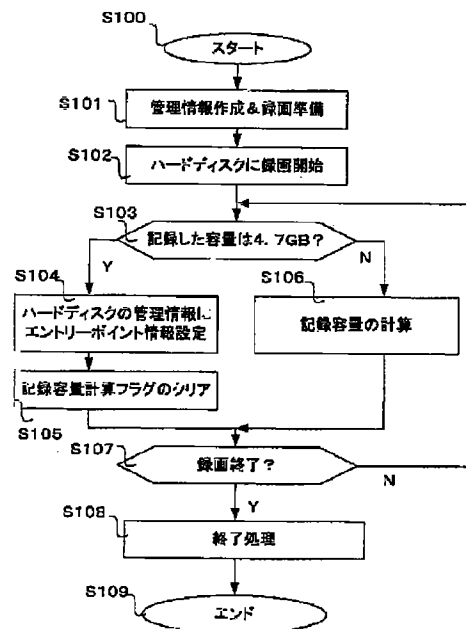 S100
スタート
S101
管理情報作成＆録画準備
S102
ハードディスクに録画開始
S103
記録した容量は4.7GB？
Y
N
S104
ハードディスクの管理情報に
エントリーポイント情報設定
S106
記録容量の計算
記録容量計算フラグのシリア
S105
S107
録画終了？
N
Y
S108
終了処理
S109
エンド